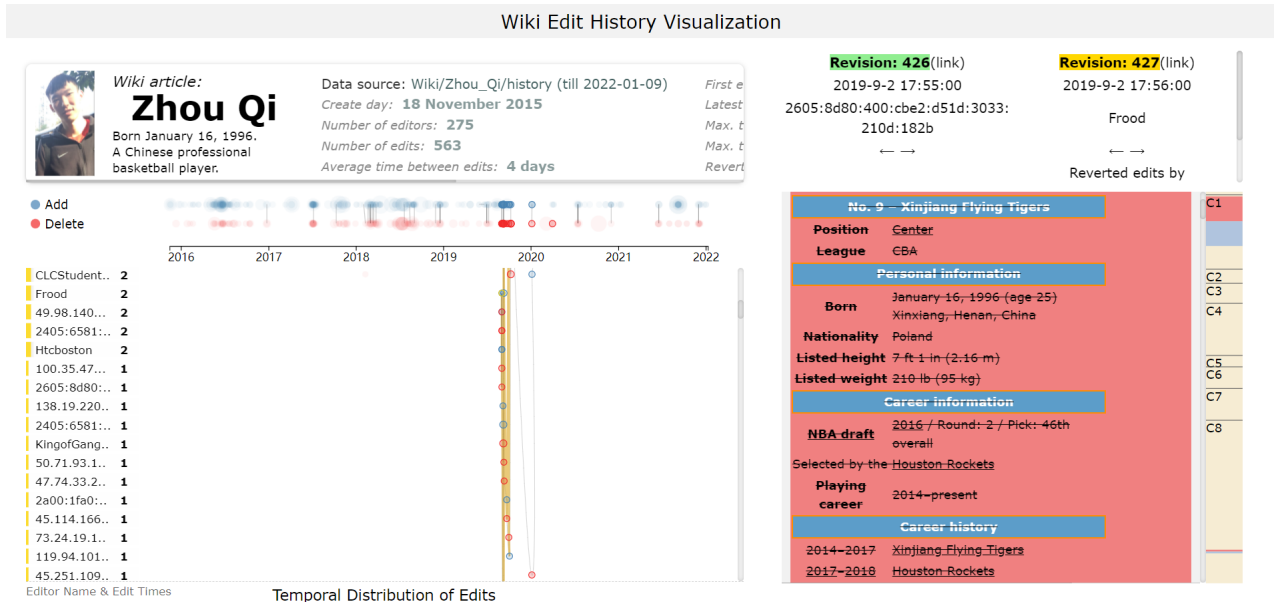 Wiki Edit History Visualization
Wiki article:
Zhou Qi
Born January 16, 1996.
A Chinese professional
basketball player.
Data source: Wiki/Zhou_Qi/history (till 2022-01-09)
Create day: 18 November 2015
Number of editors: 275
Number of edits: 563
Average time between edits: 4 days
First e
Latest
Max. t
Max. t
Revert
Revision: 426(link)
2019-9-2 17:55:00
2605:8d80:400:cbe2:d51d:3033:
210d:182b
← →
Revision: 427(link)
2019-9-2 17:56:00
Frood
← →
Reverted edits by
Add
Delete
2016 2017 2018 2019 2020 2021 2022
CLCStudent.. 2
Frood 2
49.98.140... 2
2405:6581:.. 2
Htcboston 2
100.35.47... 1
2605:8d80:.. 1
138.19.220.. 1
2405:6581:.. 1
KingofGang.. 1
50.71.93.1.. 1
47.74.33.2.. 1
2a00:1fa0:.. 1
45.114.166.. 1
73.24.19.1.. 1
119.94.101.. 1
45.251.109.. 1
Editor Name & Edit Times
Temporal Distribution of Edits
No. 9 – Xinjiang Flying Tigers
Position Center
League CBA
Personal information
Born January 16, 1996 (age 25)
Xinxiang, Henan, China
Nationality Poland
Listed height 7 ft 1 in (2.16 m)
Listed weight 210 lb (95 kg)
Career information
NBA draft 2016 / Round: 2 / Pick: 46th
overall
Selected by the Houston Rockets
Playing
career 2014–present
Career history
2014–2017 Xinjiang Flying Tigers
2017–2018 Houston Rockets
C1
C2
C3
C4
C5
C6
C7
C8